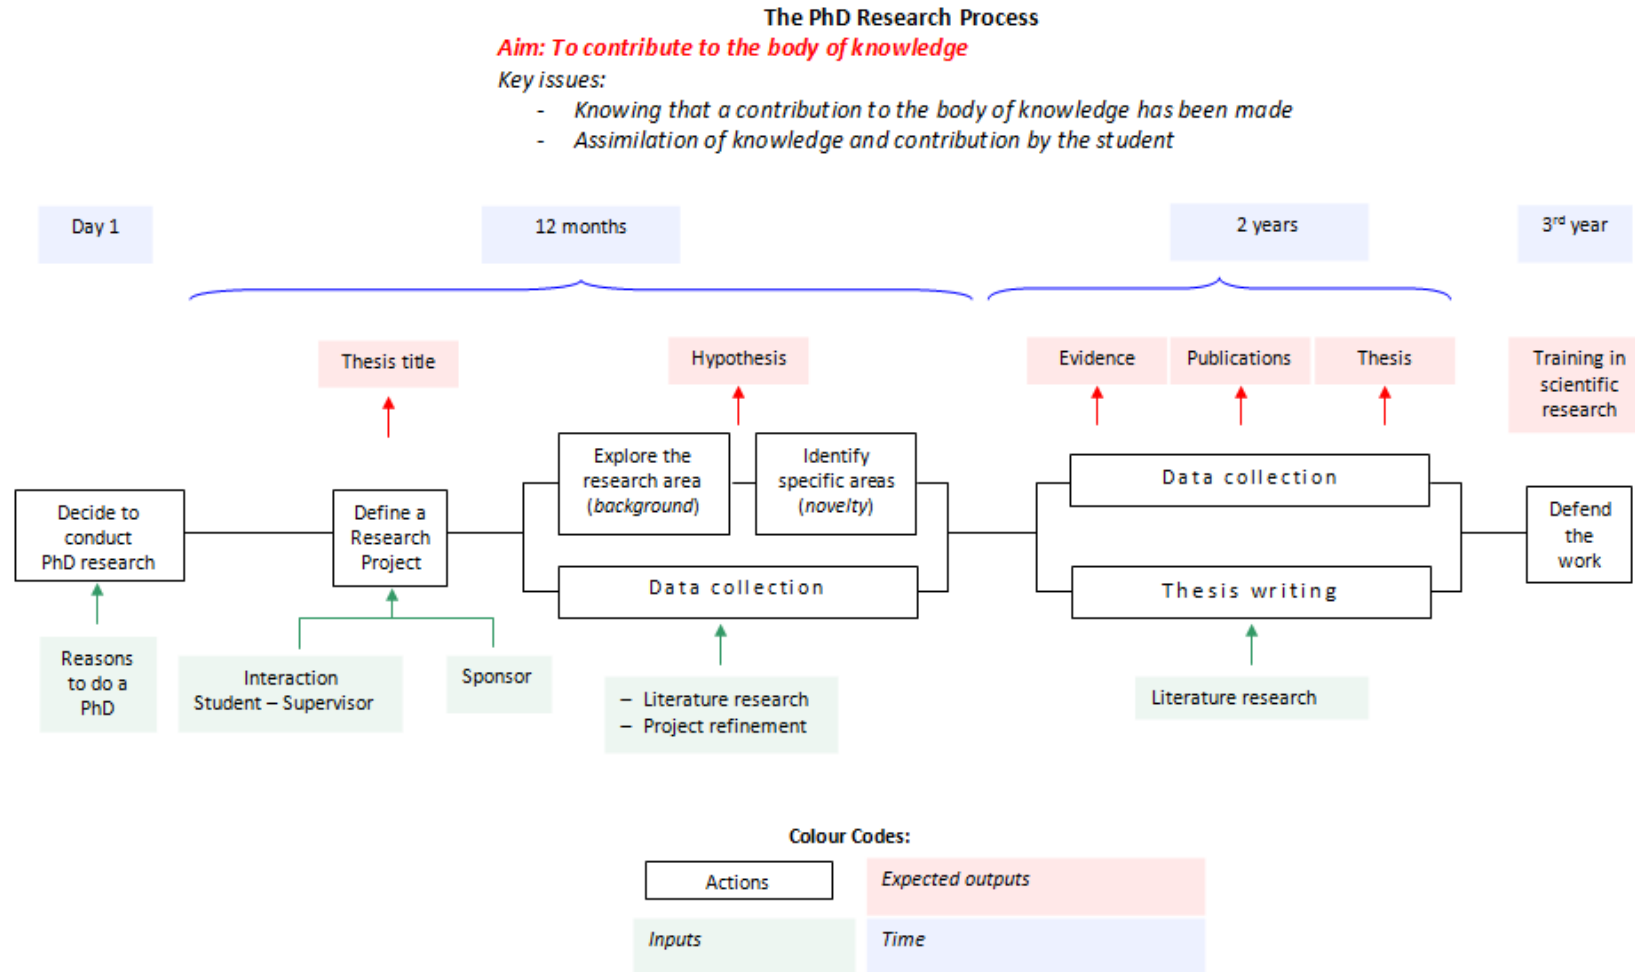 The PhD Research Process
Aim: To contribute to the body of knowledge
Key issues:
- Knowing that a contribution to the body of knowledge has been made
- Assimilation of knowledge and contribution by the student
Day 1
12 months
2 years
3rd year
Thesis title
Hypothesis
Evidence
Publications
Thesis
Training in
scientific
research
Decide to
conduct
PhD research
Define a
Research
Project
Explore the
research area
(background)
Identify
specific areas
(novelty)
Data collection
Data collection
Thesis writing
Defend
the
work
Reasons
to do a
PhD
Interaction
Student – Supervisor
Sponsor
– Literature research
– Project refinement
Literature research
Colour Codes:
Actions
Expected outputs
Inputs
Time